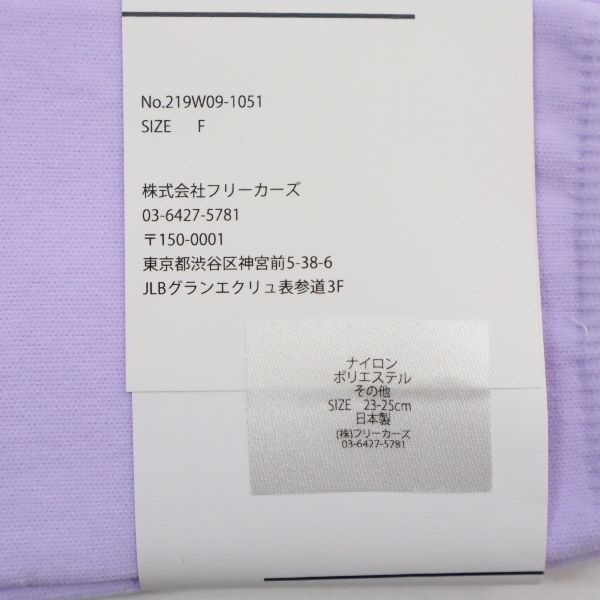 No.219W09-1051
SIZE F
株式会社フリーカーズ
03-6427-5781
〒150-0001
東京都渋谷区神宮前5-38-6
JLBグランエクリュ表参道3F
ナイロン
ポリエステル
その他
SIZE 23-25cm
日本製
(株)フリーカーズ
03-6427-5781